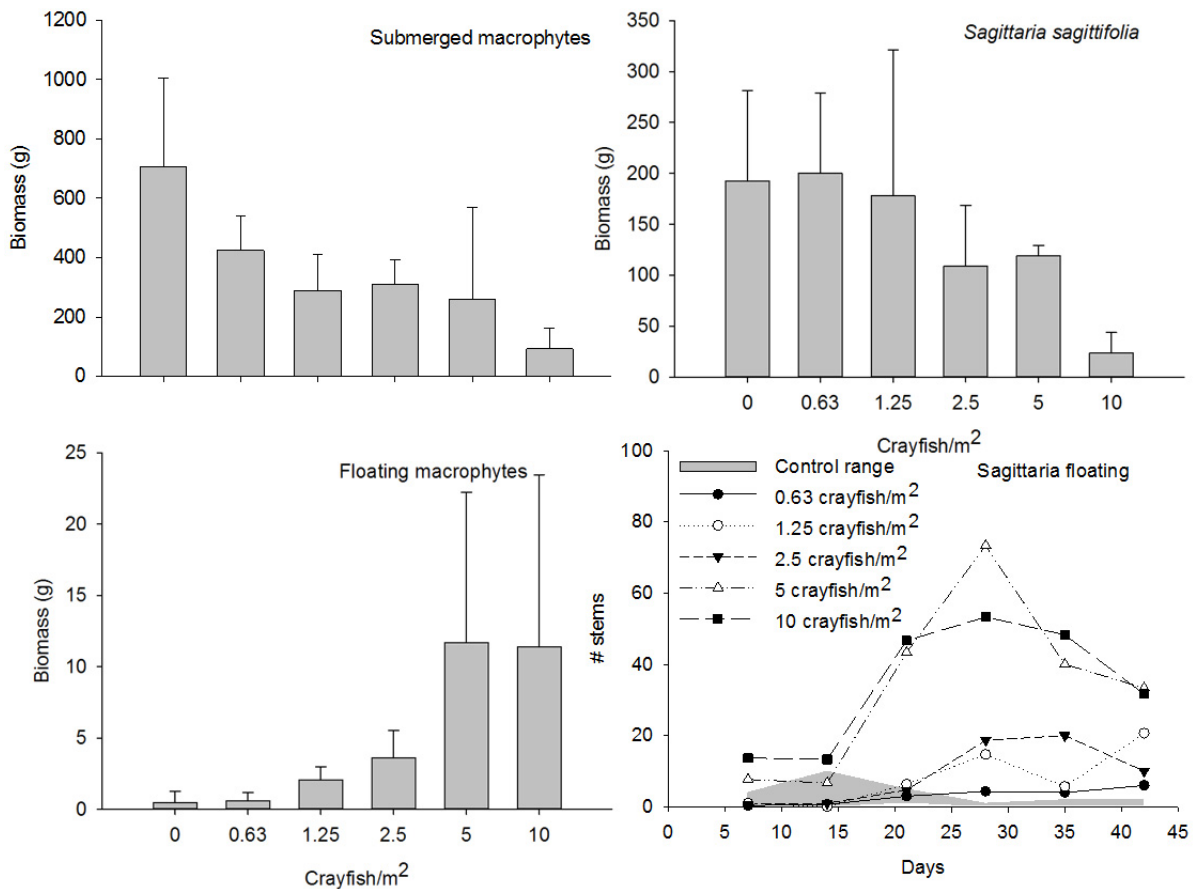 Submerged macrophytes
Biomass (g)
1200
1000
800
600
400
200
0
Sagittaria sagittifolia
Biomass (g)
350
300
250
200
150
100
50
0
0 0.63 1.25 2.5 5 10
Crayfish/m²
Floating macrophytes
Biomass (g)
25
20
15
10
5
0
0 0.63 1.25 2.5 5 10
Crayfish/m²
Sagittaria floating
Control range
0.63 crayfish/m²
1.25 crayfish/m²
2.5 crayfish/m²
5 crayfish/m²
10 crayfish/m²
# stems
100
80
60
40
20
0
0 5 10 15 20 25 30 35 40 45
Days